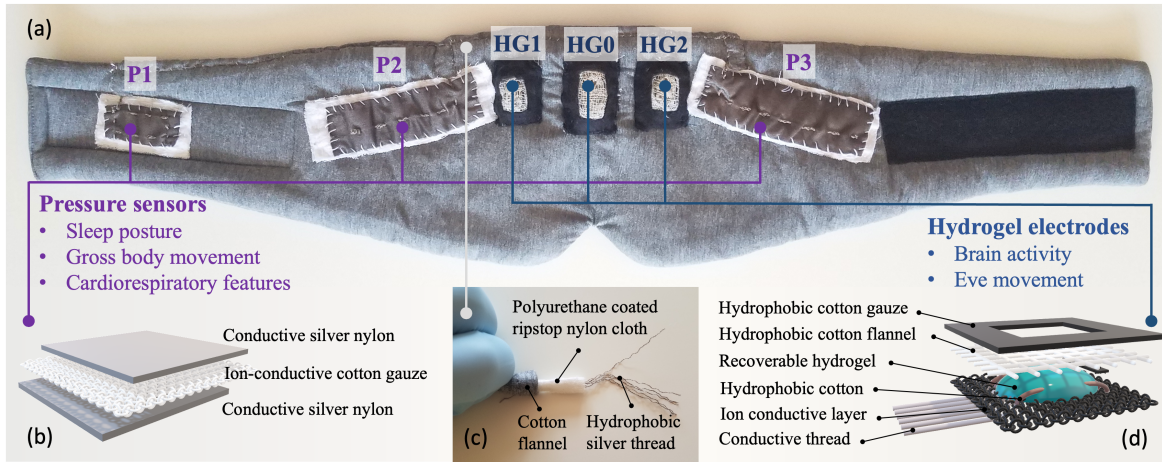 (a)
HG1
HG0
HG2
P1
P2
P3
Pressure sensors
• Sleep posture
• Gross body movement
• Cardiorespiratory features
Hydrogel electrodes
• Brain activity
• Eve movement
Conductive silver nylon
Ion-conductive cotton gauze
Conductive silver nylon
(b)
Polyurethane coated
ripstop nylon cloth
Cotton
flannel
Hydrophobic
silver thread
(c)
Hydrophobic cotton gauze
Hydrophobic cotton flannel
Recoverable hydrogel
Hydrophobic cotton
Ion conductive layer
Conductive thread
(d)